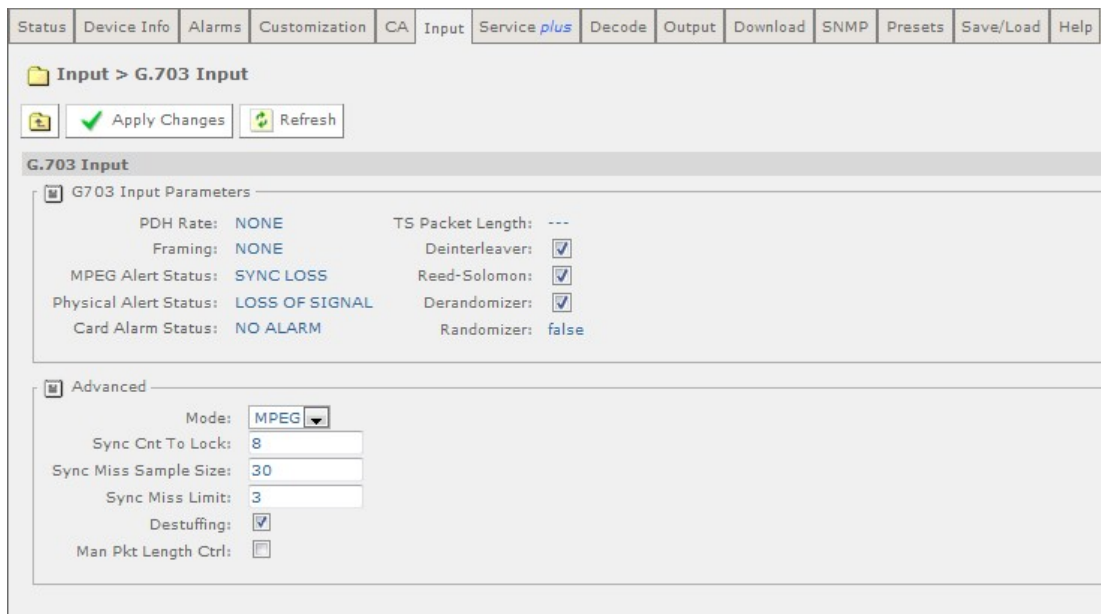 Status Device Info Alarms Customization CA Input Service plus Decode Output Download SNMP Presets Save/Load Help
Input > G.703 Input
Apply Changes Refresh
G.703 Input
G703 Input Parameters
PDH Rate: NONE TS Packet Length: ---
Framing: NONE Deinterleaver:
MPEG Alert Status: SYNC LOSS Reed-Solomon:
Physical Alert Status: LOSS OF SIGNAL Derandomizer:
Card Alarm Status: NO ALARM Randomizer: false
Advanced
Mode: MPEG
Sync Cnt To Lock: 8
Sync Miss Sample Size: 30
Sync Miss Limit: 3
Destuffing:
Man Pkt Length Ctrl: